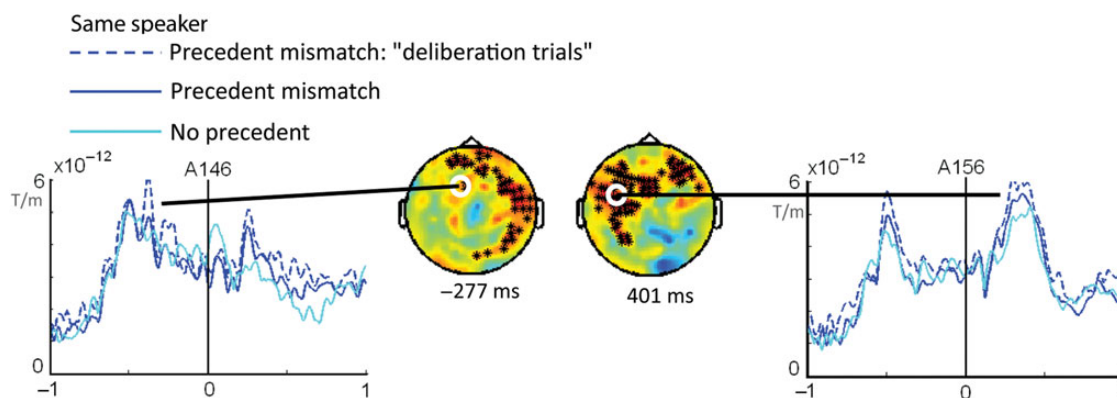 Same speaker
Precedent mismatch: "deliberation trials"
Precedent mismatch
No precedent
x10⁻¹² A146
6
T/m
0
−1 0 1
−277 ms
401 ms
x10⁻¹² A156
6
T/m
0
−1 0